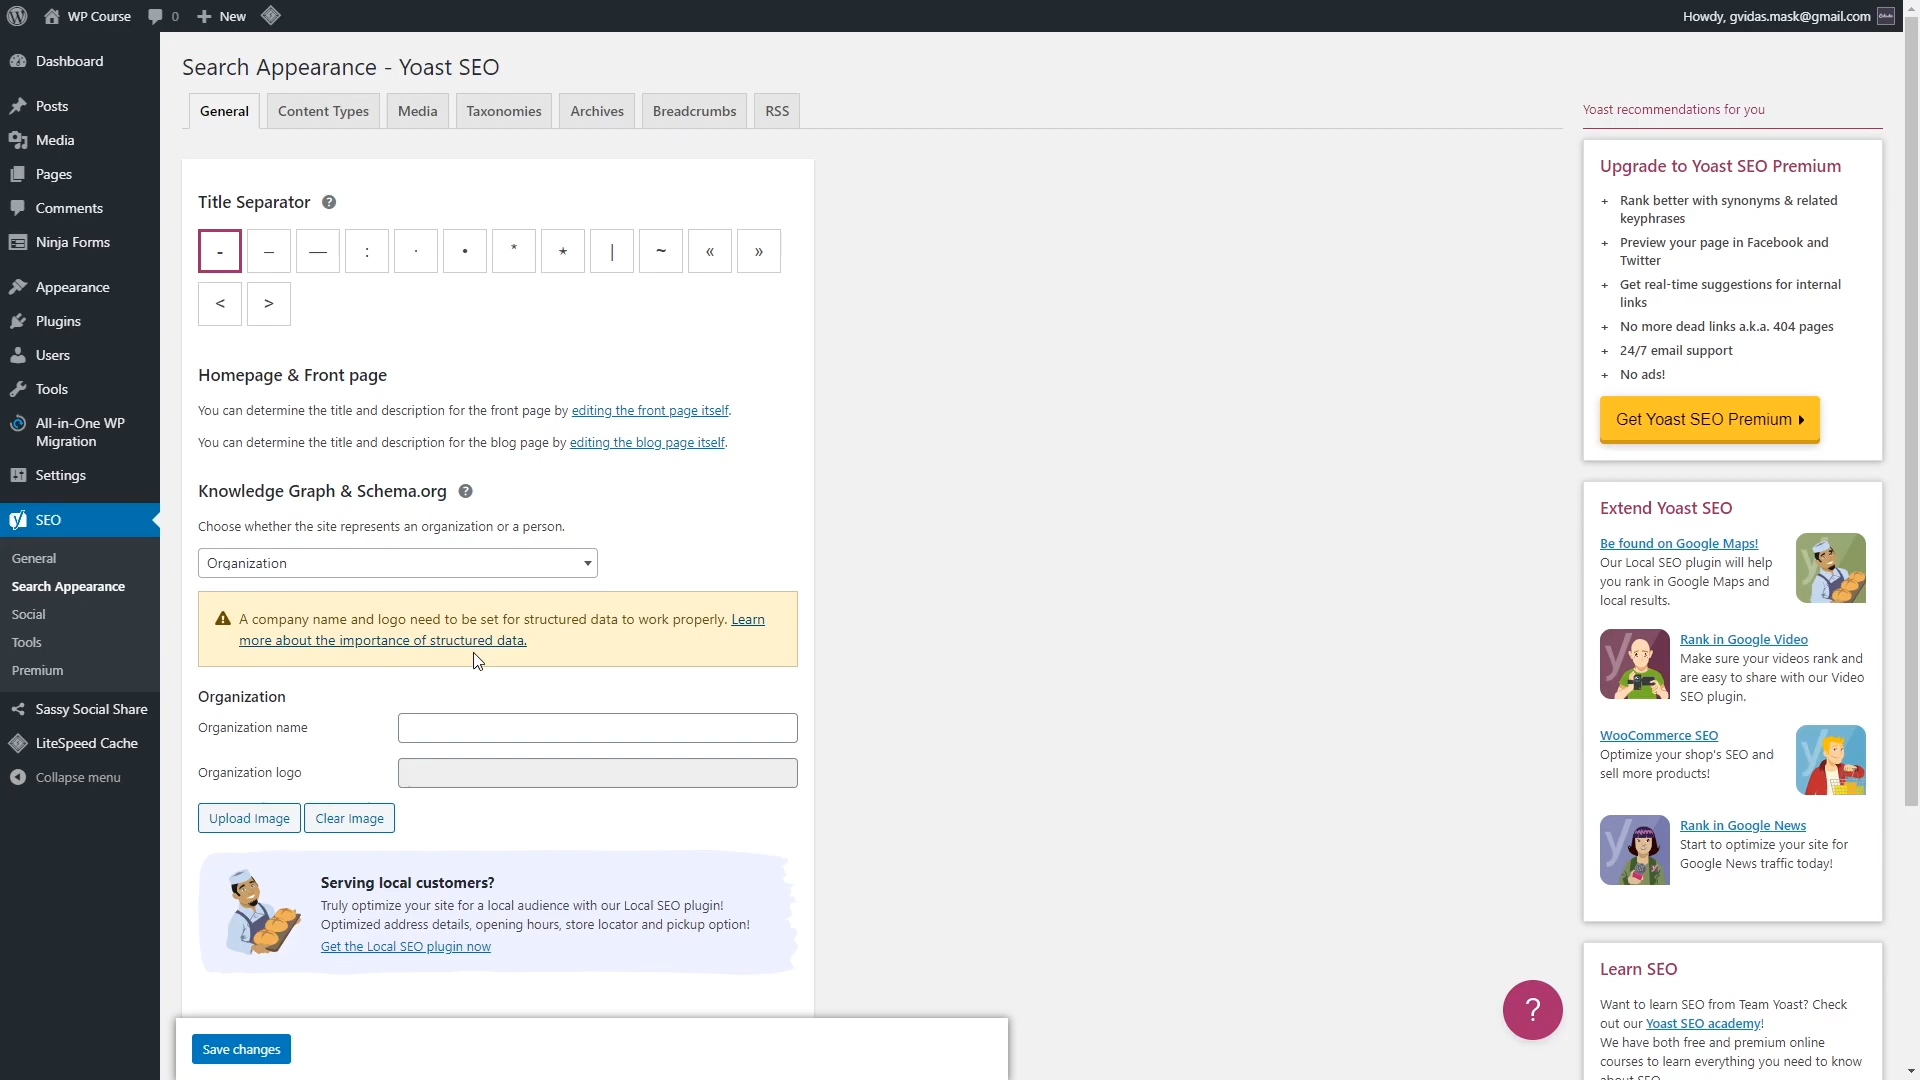 WP Course
0
New
Howdy, gvidas.mask@gmail.com
Dashboard
Posts
Media
Pages
Comments
Ninja Forms
Appearance
Plugins
Users
Tools
All-in-One WP
Migration
Settings
SEO
General
Search Appearance
Social
Tools
Premium
Sassy Social Share
LiteSpeed Cache
Collapse menu
Search Appearance - Yoast SEO
General
Content Types
Media
Taxonomies
Archives
Breadcrumbs
RSS
Title Separator ?
- – — : · • * ⋆ | ~ « »
< >
Homepage & Front page
You can determine the title and description for the front page by editing the front page itself.
You can determine the title and description for the blog page by editing the blog page itself.
Knowledge Graph & Schema.org ?
Choose whether the site represents an organization or a person.
Organization
A company name and logo need to be set for structured data to work properly. Learn
more about the importance of structured data.
Organization
Organization name
Organization logo
Upload Image
Clear Image
Serving local customers?
Truly optimize your site for a local audience with our Local SEO plugin!
Optimized address details, opening hours, store locator and pickup option!
Get the Local SEO plugin now
Save changes
Yoast recommendations for you
Upgrade to Yoast SEO Premium
+ Rank better with synonyms & related
keyphrases
+ Preview your page in Facebook and
Twitter
+ Get real-time suggestions for internal
links
+ No more dead links a.k.a. 404 pages
+ 24/7 email support
+ No ads!
Get Yoast SEO Premium
Extend Yoast SEO
Be found on Google Maps!
Our Local SEO plugin will help
you rank in Google Maps and
local results.
Rank in Google Video
Make sure your videos rank and
are easy to share with our Video
SEO plugin.
WooCommerce SEO
Optimize your shop's SEO and
sell more products!
Rank in Google News
Start to optimize your site for
Google News traffic today!
Learn SEO
Want to learn SEO from Team Yoast? Check
out our Yoast SEO academy!
We have both free and premium online
courses to learn everything you need to know
about SEO
?